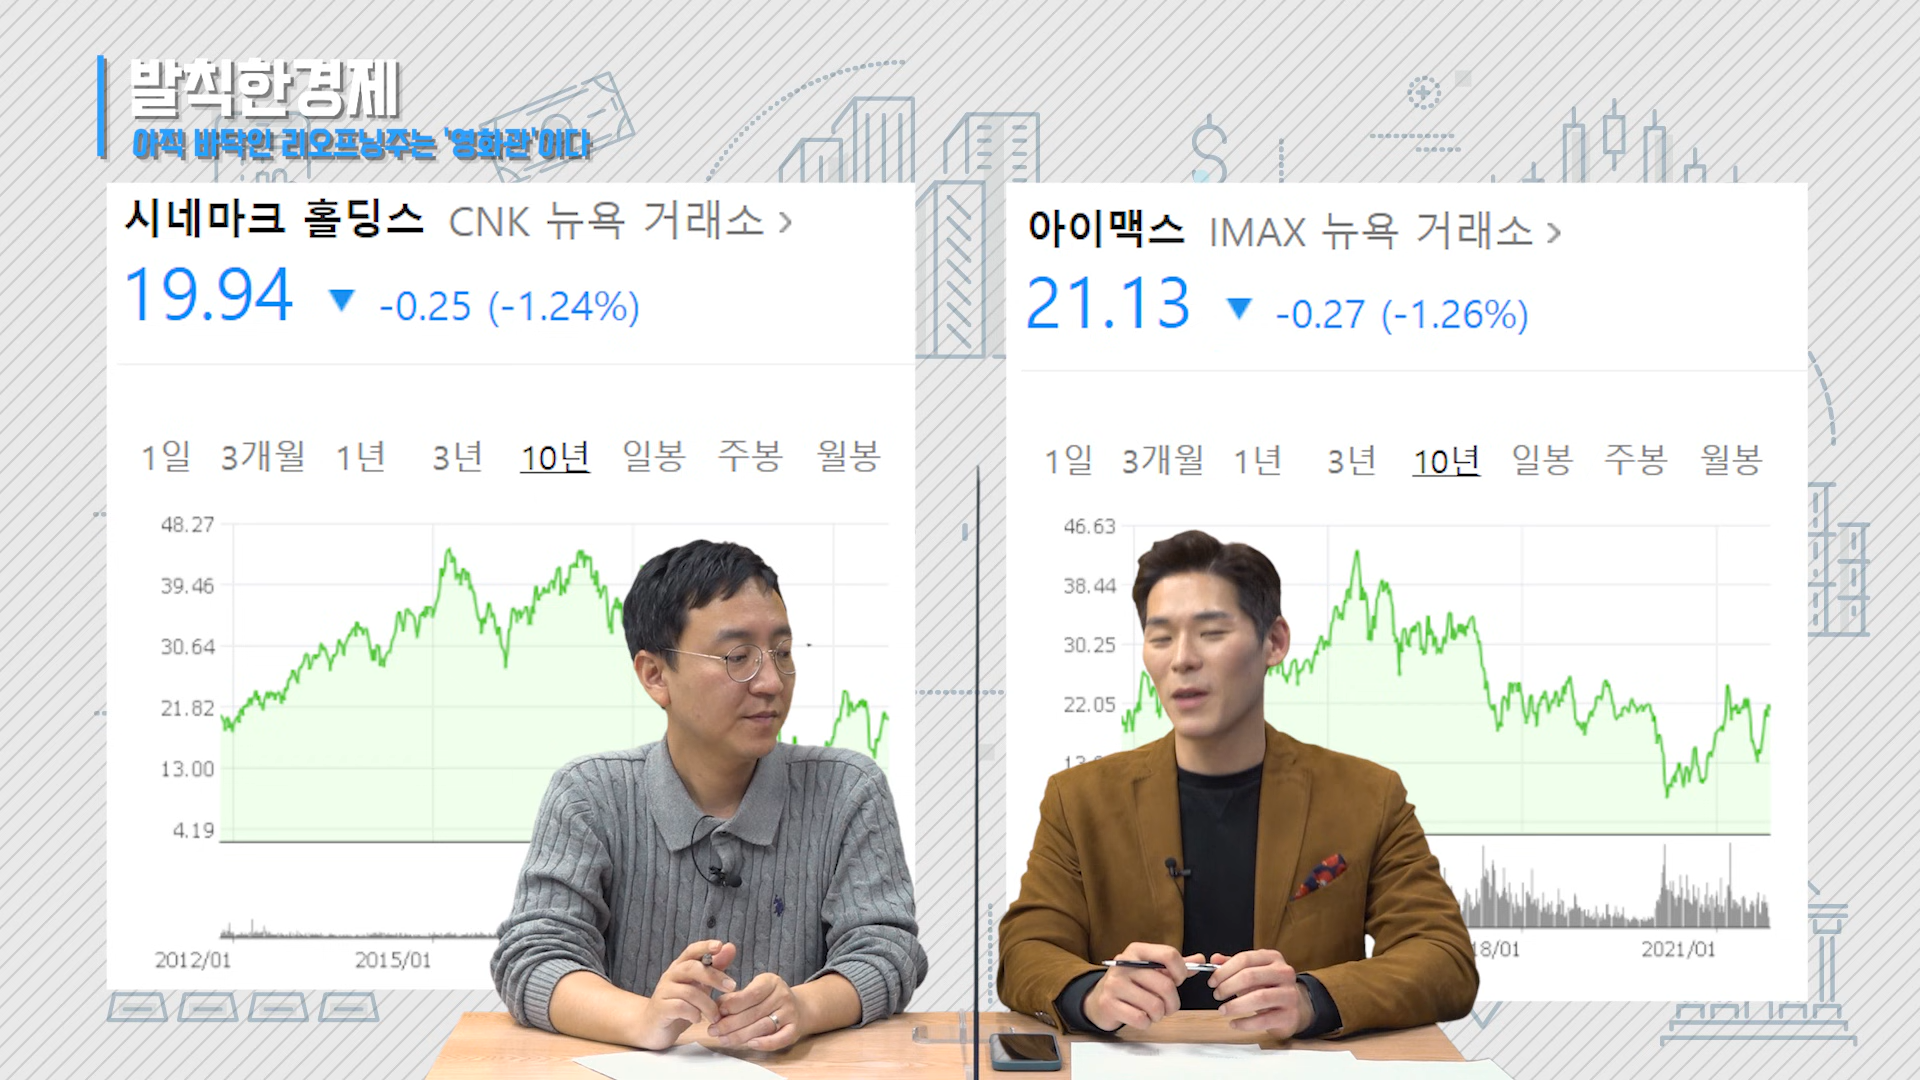 발칙한경제
아직 바닥인 리오프닝주는 '영화관'이다
시네마크 홀딩스 CNK 뉴욕 거래소 >
19.94 ▼ -0.25 (-1.24%)
1일 3개월 1년 3년 10년 일봉 주봉 월봉
48.27
39.46
30.64
21.82
13.00
4.19
2012/01 2015/01
아이맥스 IMAX 뉴욕 거래소 >
21.13 ▼ -0.27 (-1.26%)
1일 3개월 1년 3년 10년 일봉 주봉 월봉
46.63
38.44
30.25
22.05
18/01 2021/01